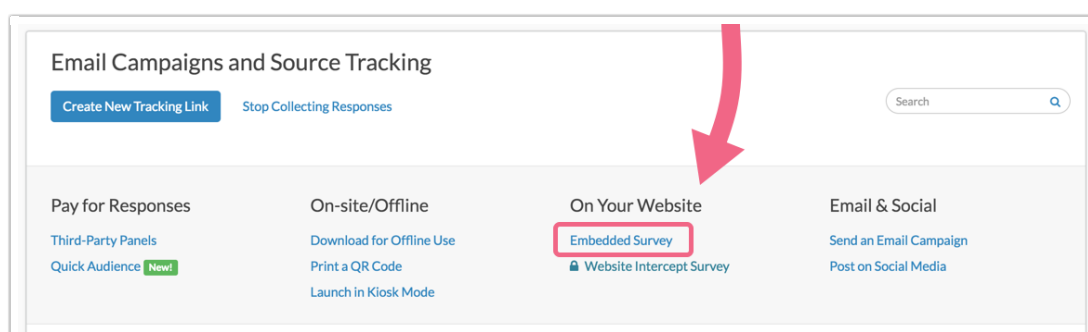 Email Campaigns and Source Tracking
Create New Tracking Link
Stop Collecting Responses
Search
Pay for Responses
Third-Party Panels
Quick Audience New!
On-site/Offline
Download for Offline Use
Print a QR Code
Launch in Kiosk Mode
On Your Website
Embedded Survey
Website Intercept Survey
Email & Social
Send an Email Campaign
Post on Social Media